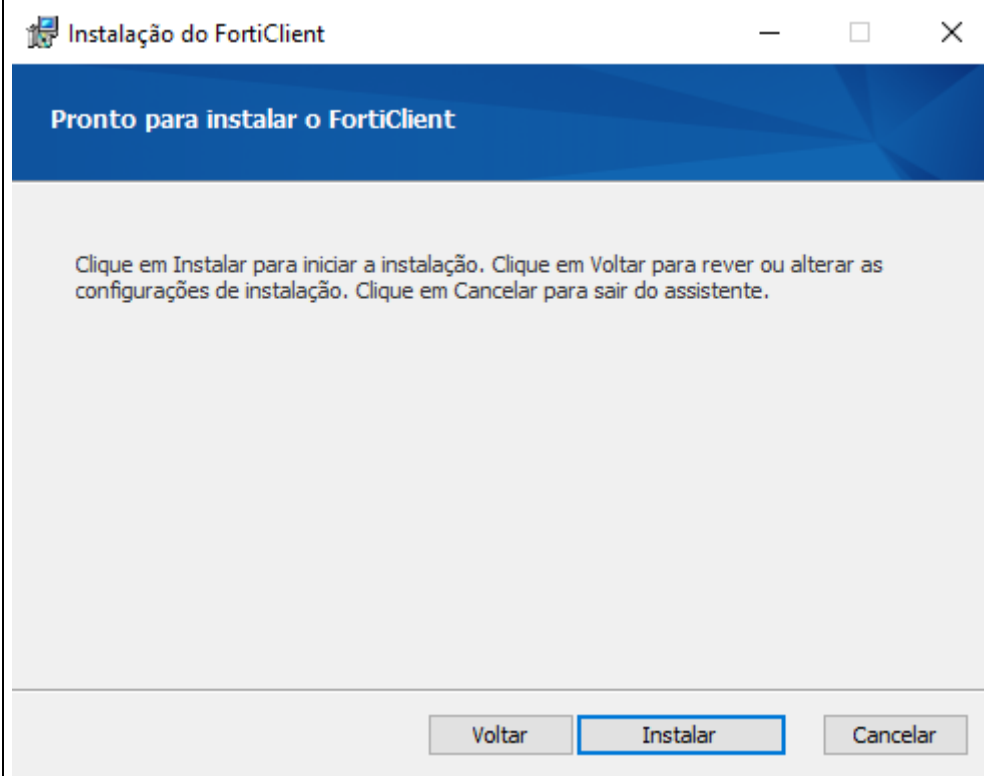 Instalação do FortiClient
Pronto para instalar o FortiClient
Clique em Instalar para iniciar a instalação. Clique em Voltar para rever ou alterar as
configurações de instalação. Clique em Cancelar para sair do assistente.
Voltar
Instalar
Cancelar